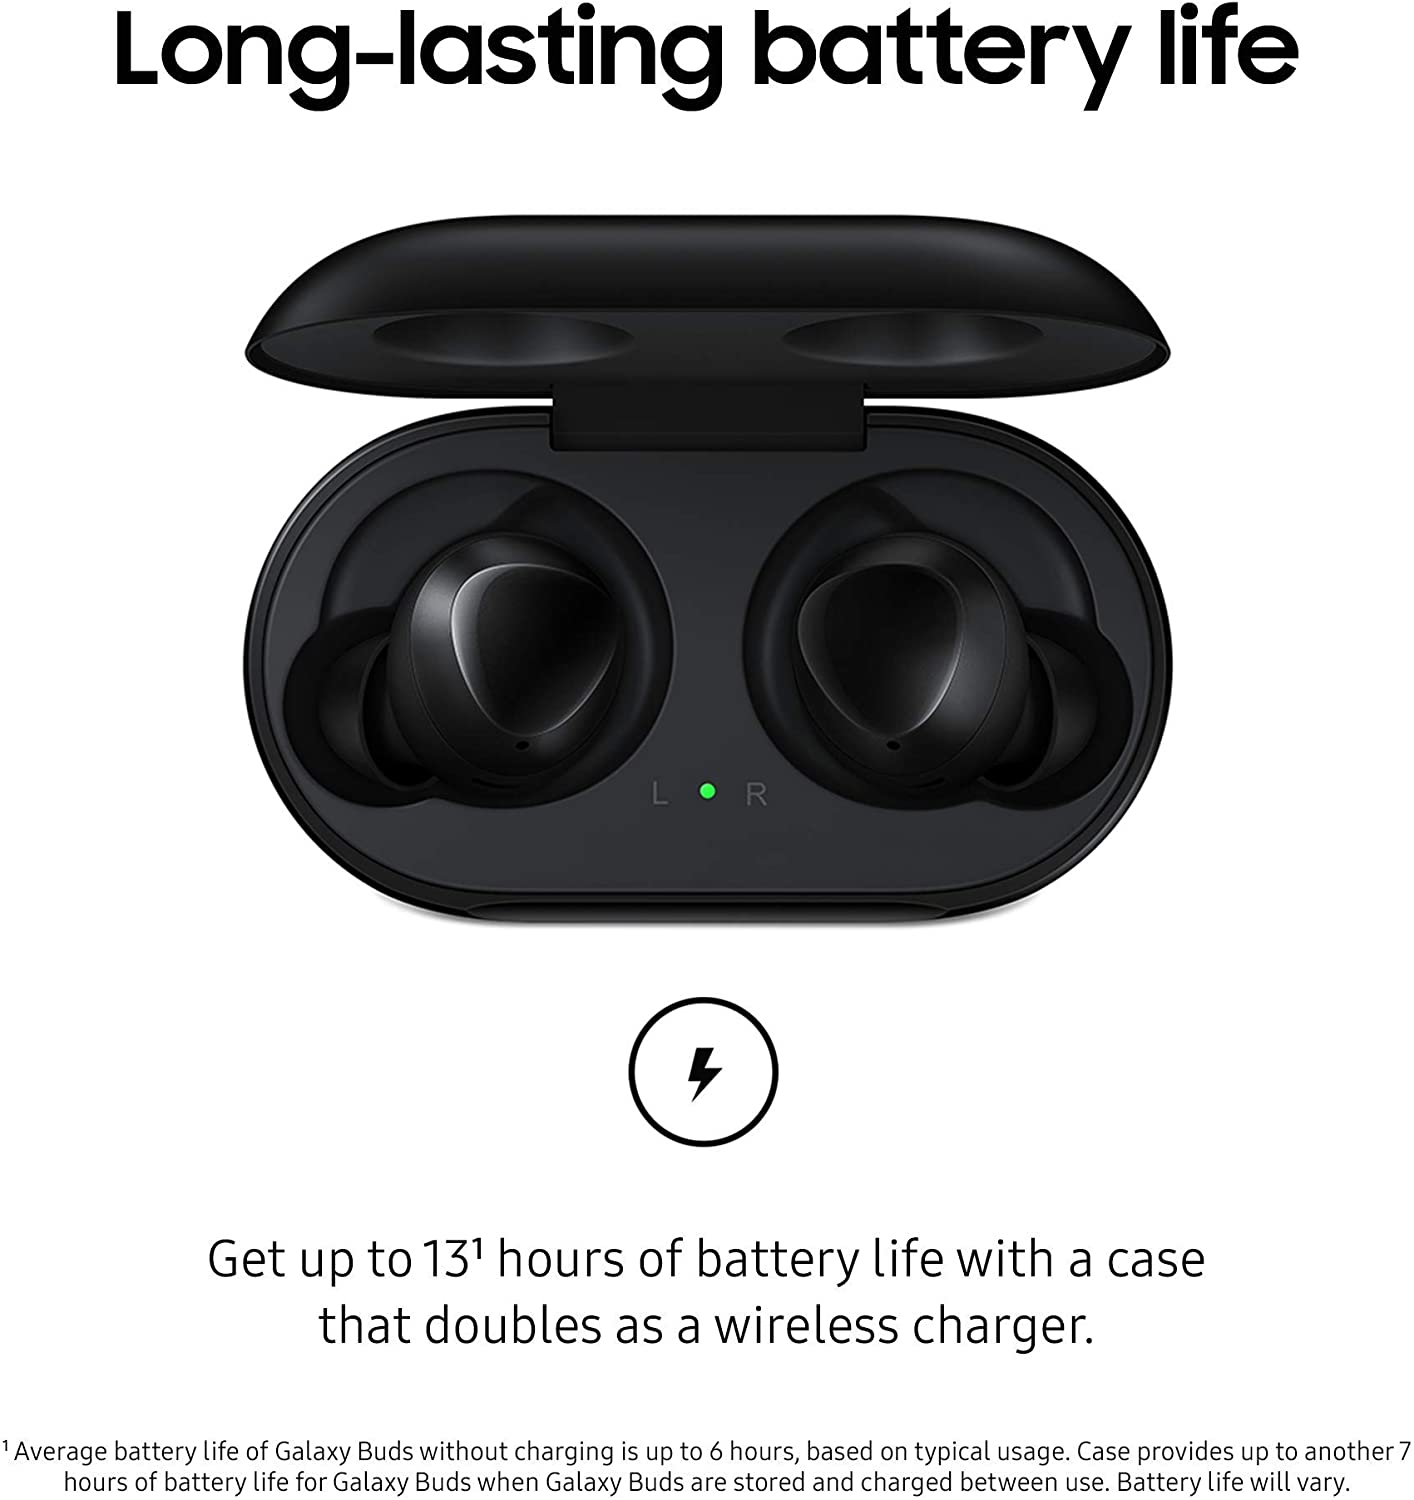 Long-lasting battery life
L R
Get up to 13¹ hours of battery life with a case
that doubles as a wireless charger.
¹ Average battery life of Galaxy Buds without charging is up to 6 hours, based on typical usage. Case provides up to another 7
hours of battery life for Galaxy Buds when Galaxy Buds are stored and charged between use. Battery life will vary.